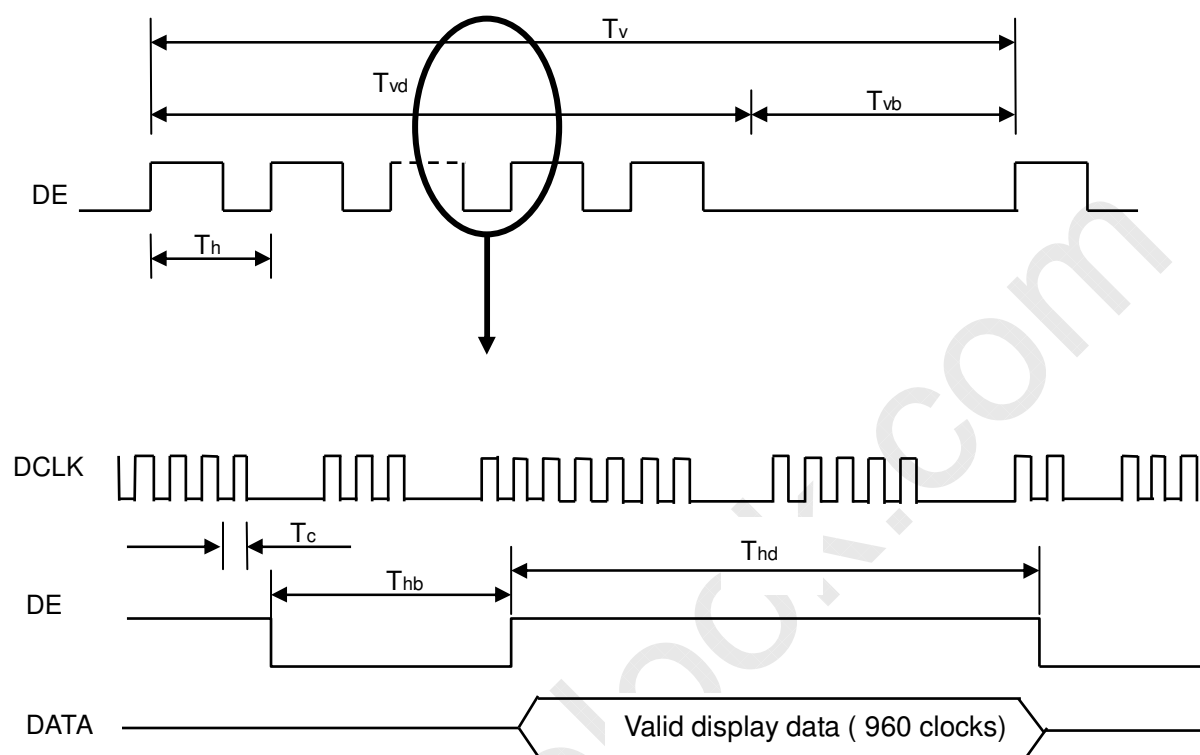 Tv
Tvd
Tvb
DE
Th
DCLK
Tc
Thd
Thb
DE
DATA
Valid display data ( 960 clocks)